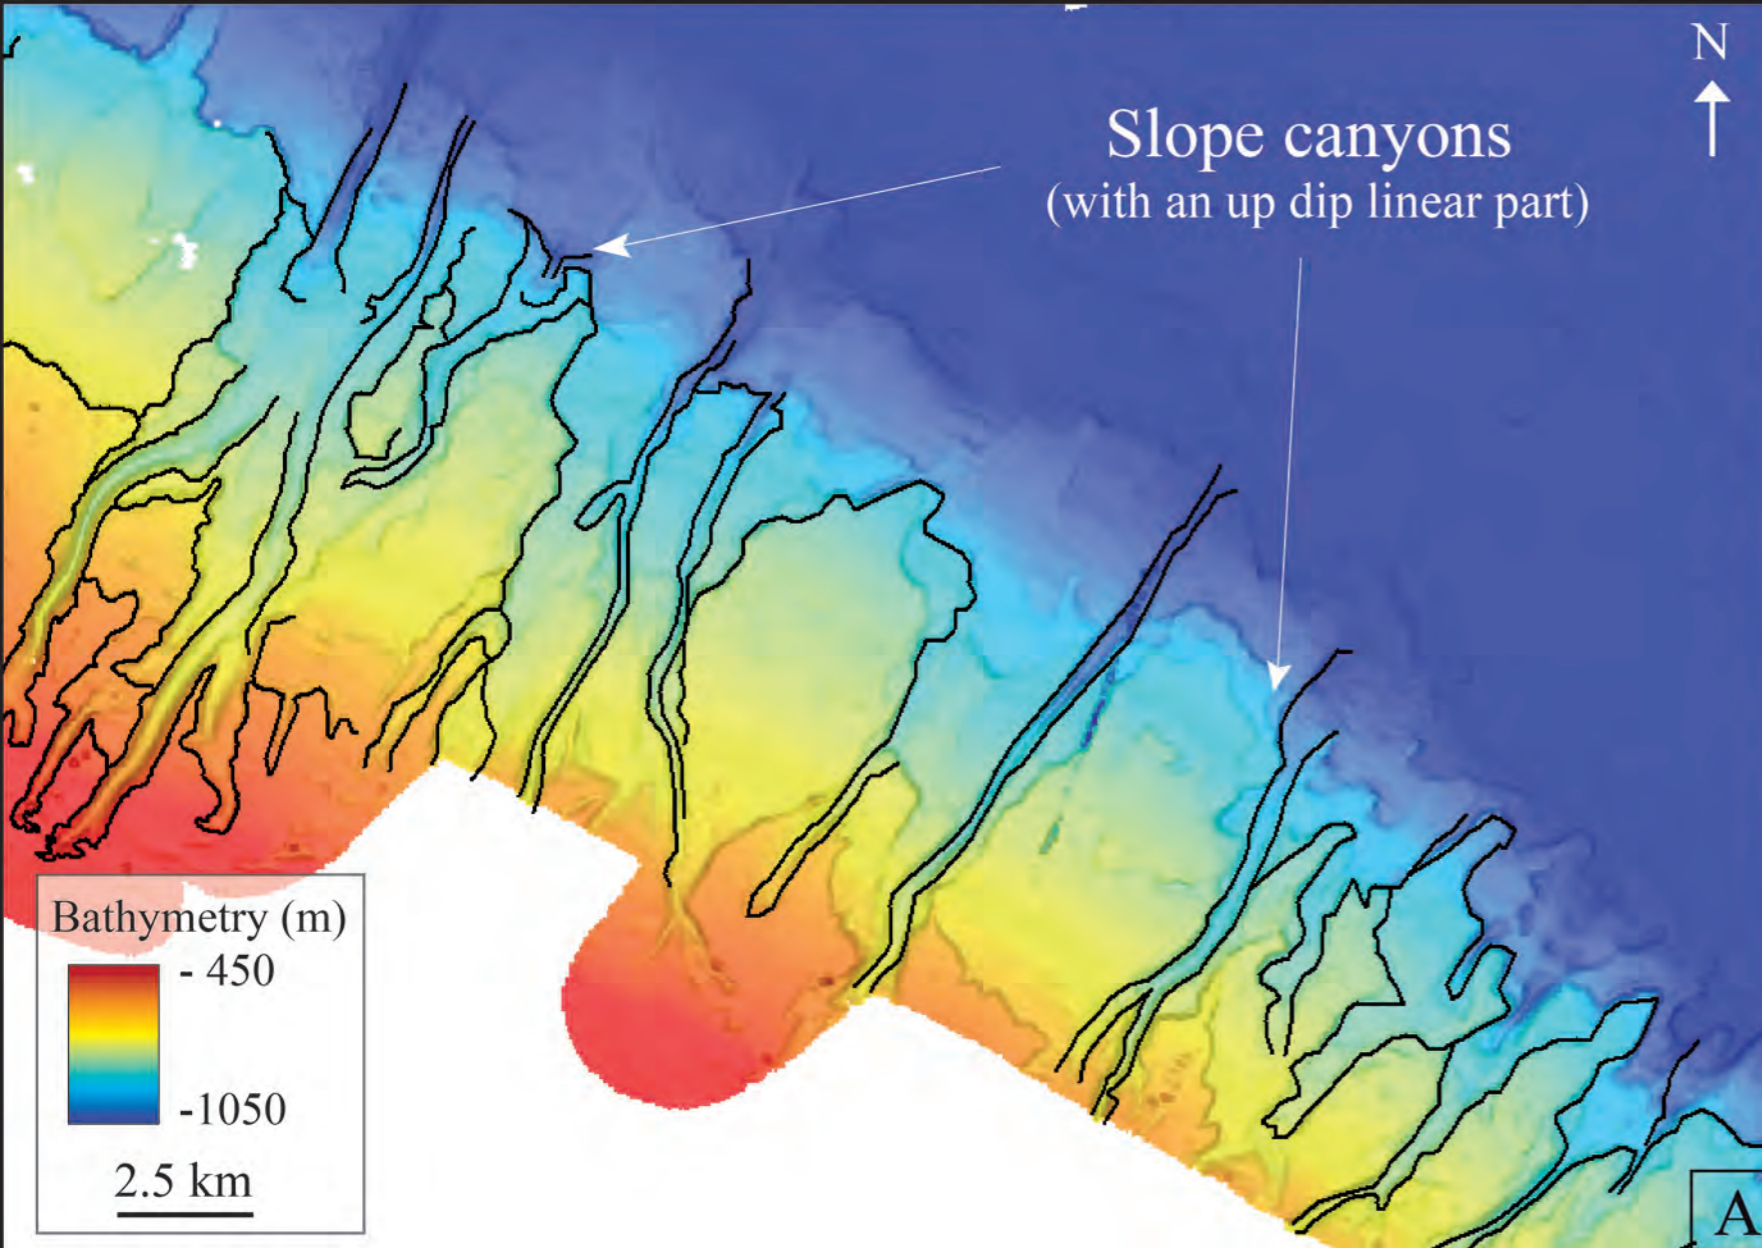 N
Slope canyons
(with an up dip linear part)
Bathymetry (m)
- 450
-1050
2.5 km
A